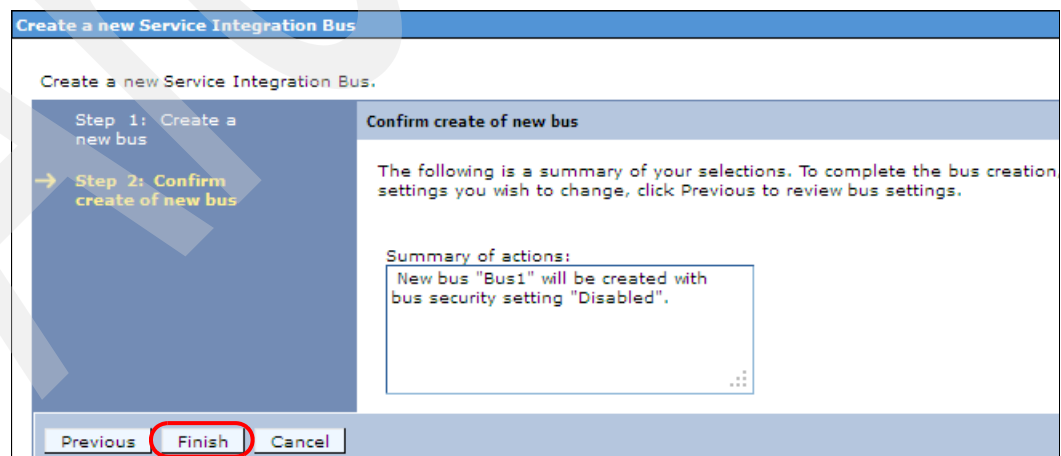 Create a new Service Integration Bus
Create a new Service Integration Bus.
Step 1: Create a
new bus
Step 2: Confirm
create of new bus
Confirm create of new bus
The following is a summary of your selections. To complete the bus creation,
settings you wish to change, click Previous to review bus settings.
Summary of actions:
New bus "Bus1" will be created with
bus security setting "Disabled".
Previous Finish Cancel